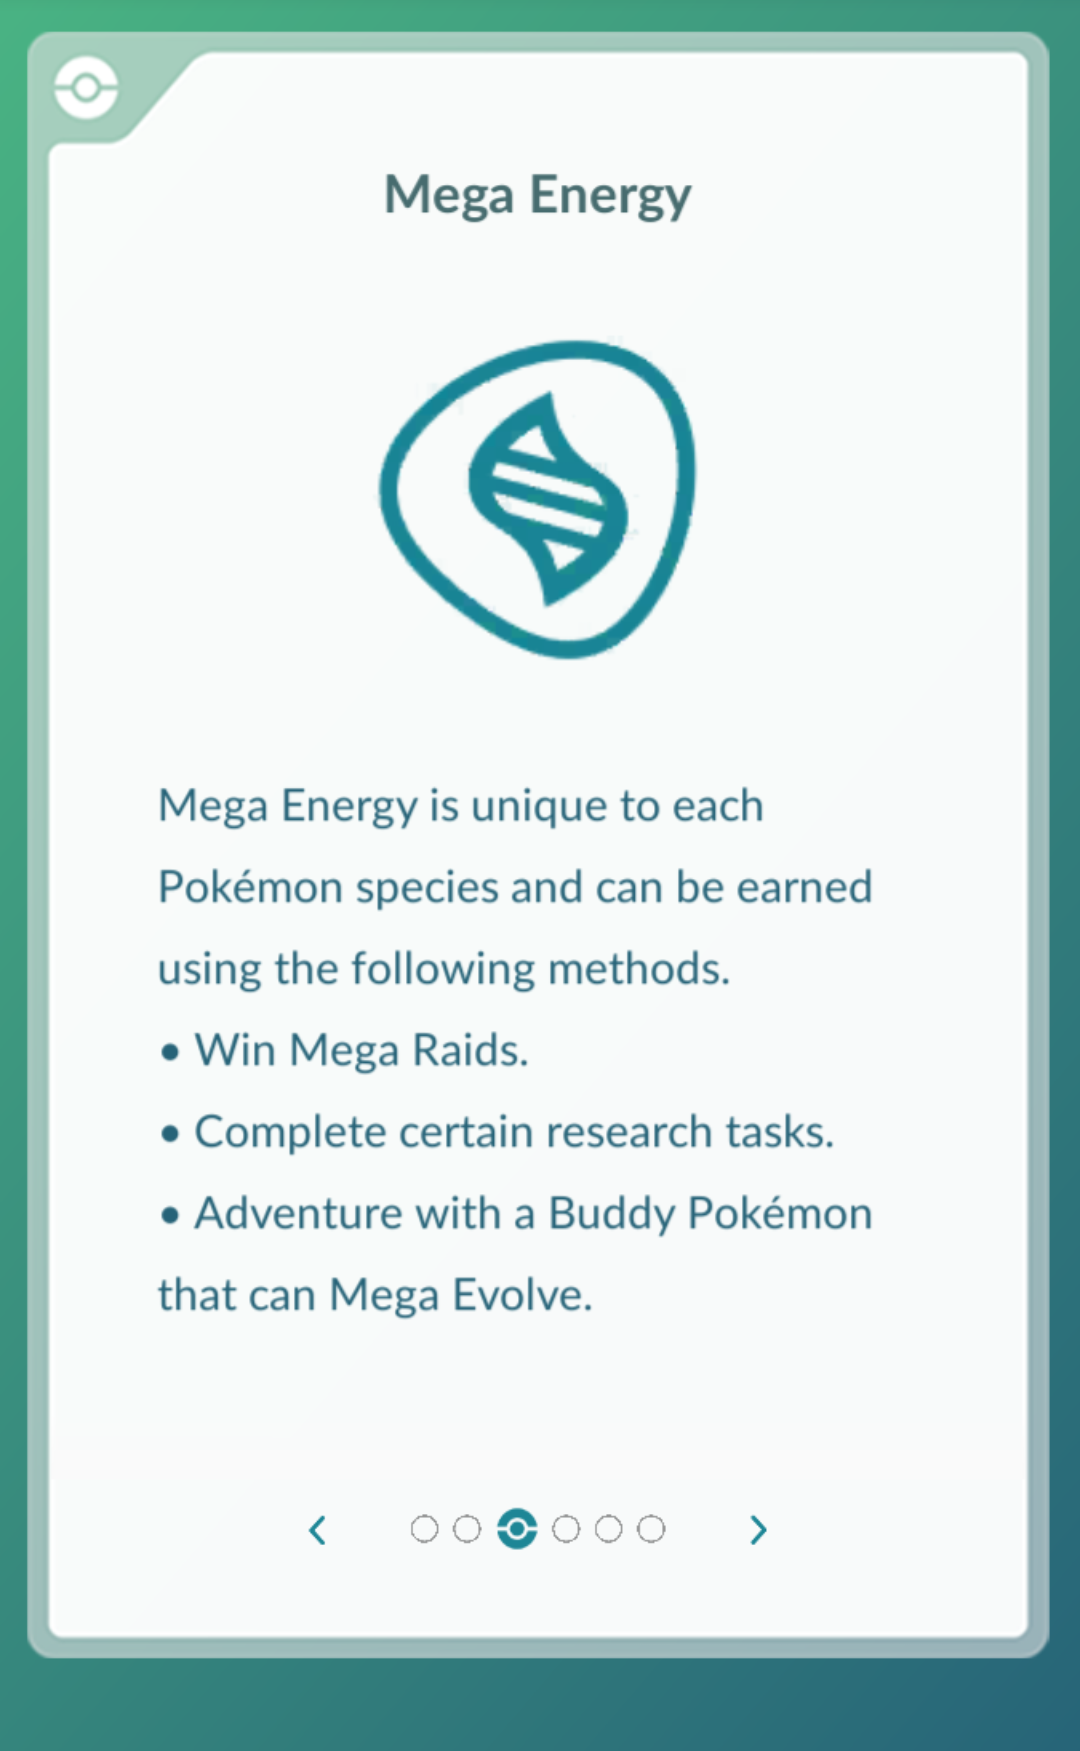 Mega Energy
Mega Energy is unique to each
Pokémon species and can be earned
using the following methods.
• Win Mega Raids.
• Complete certain research tasks.
• Adventure with a Buddy Pokémon
that can Mega Evolve.